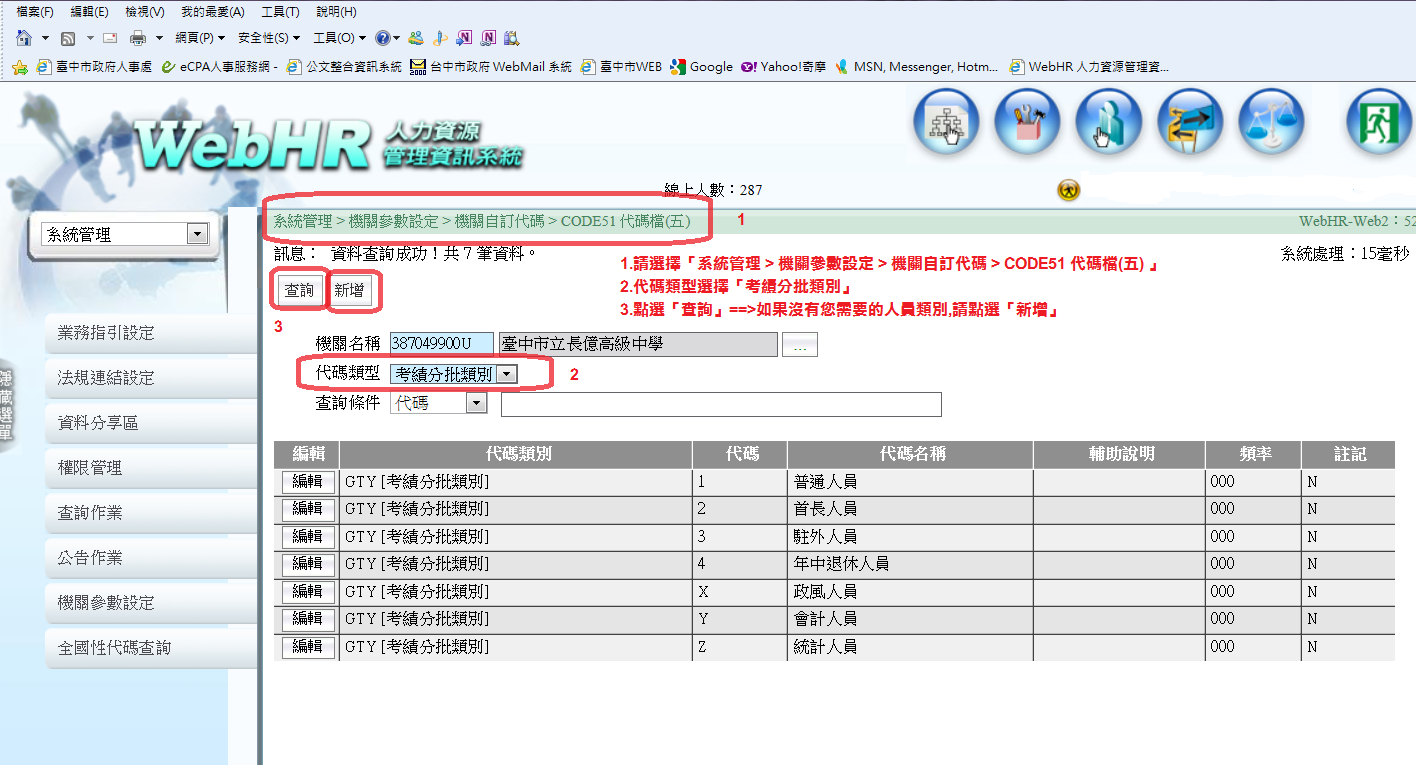 檔案(F) 編輯(E) 檢視(V) 我的最愛(A) 工具(T) 說明(H)
網頁(P) 安全性(S) 工具(O)
臺中市政府人事處 eCPA人事服務網 - 公文整合資訊系統 台中市政府 WebMail 系統 臺中市WEB Google Yahoo!奇摩 MSN, Messenger, Hotm... WebHR 人力資源管理資...
WebHR 人力資源
管理資訊系統
線上人數：287
系統管理
系統管理 > 機關參數設定 > 機關自訂代碼 > CODE51 代碼檔(五) 1 WebHR-Web2：52
訊息： 資料查詢成功！共 7 筆資料。 系統處理：15毫秒
1.請選擇「系統管理 > 機關參數設定 > 機關自訂代碼 > CODE51 代碼檔(五) 」
2.代碼類型選擇「考績分批類別」
3.點選「查詢」==>如果沒有您需要的人員類別,請點選「新增」
查詢 新增
3
機關名稱 387049900U 臺中市立長億高級中學 ...
代碼類型 考績分批類別 2
查詢條件 代碼
業務指引設定
法規連結設定
資料分享區
權限管理
查詢作業
公告作業
機關參數設定
全國性代碼查詢
隱藏選單
編輯 代碼類別 代碼 代碼名稱 輔助說明 頻率 註記
編輯 GTY [考績分批類別] 1 普通人員 000 N
編輯 GTY [考績分批類別] 2 首長人員 000 N
編輯 GTY [考績分批類別] 3 駐外人員 000 N
編輯 GTY [考績分批類別] 4 年中退休人員 000 N
編輯 GTY [考績分批類別] X 政風人員 000 N
編輯 GTY [考績分批類別] Y 會計人員 000 N
編輯 GTY [考績分批類別] Z 統計人員 000 N